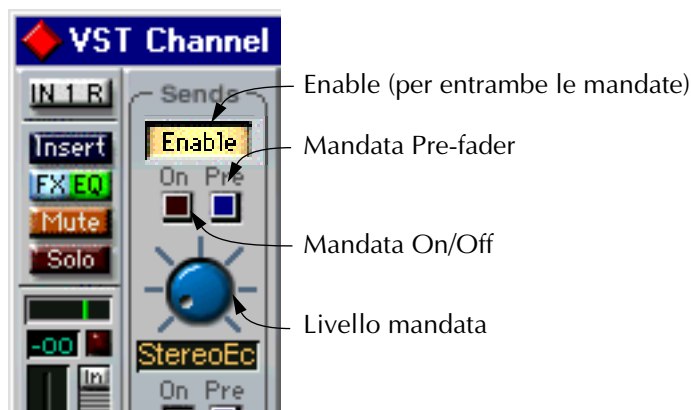 VST Channel
IN 1 R
Sends
Enable
Insert
On Pre
FX EQ
Mute
Solo
-oo
StereoEc
In
On Pre
Enable (per entrambe le mandate)
Mandata Pre-fader
Mandata On/Off
Livello mandata